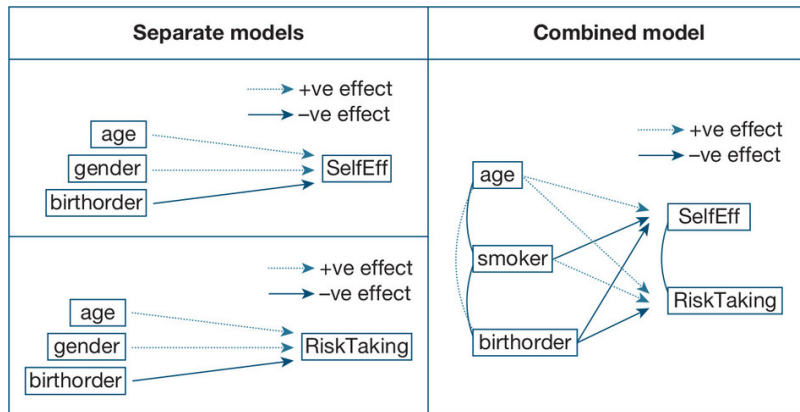 Separate models
+ve effect
–ve effect
age
gender
birthorder
SelfEff
+ve effect
–ve effect
age
gender
birthorder
RiskTaking
Combined model
+ve effect
–ve effect
age
smoker
birthorder
SelfEff
RiskTaking